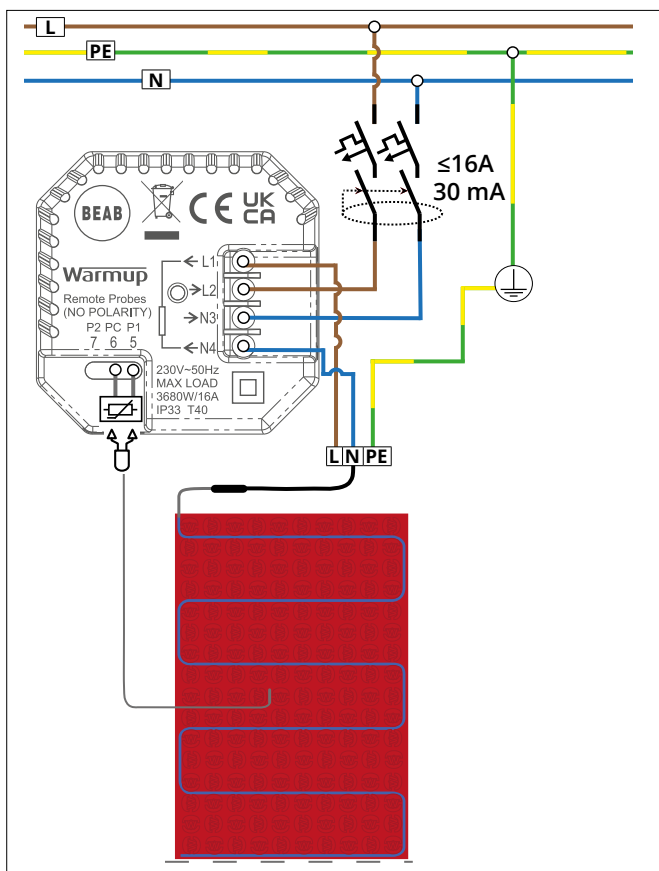 L
PE
N
≤16A
30 mA
BEAB
CE UK
CA
Warmup
Remote Probes
(NO POLARITY)
P2 PC P1
7 6 5
L1
L2
N3
N4
230V~50Hz
MAX LOAD
3680W/16A
IP33 T40
L N PE